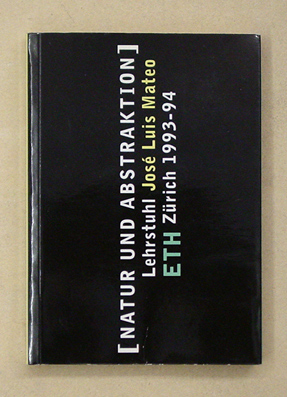 [NATUR UND ABSTRAKTION]
Lehrstuhl José Luis Mateo
ETH Zürich 1993-94